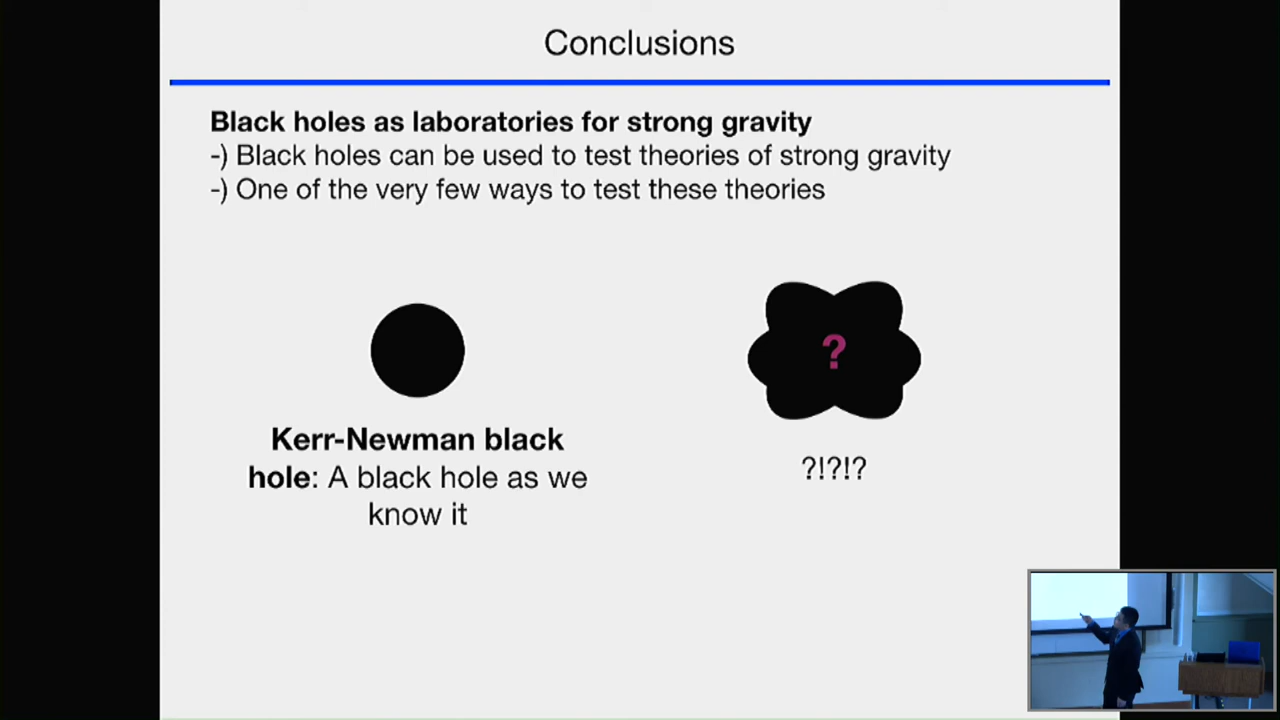 Conclusions
Black holes as laboratories for strong gravity
-) Black holes can be used to test theories of strong gravity
-) One of the very few ways to test these theories
?
Kerr-Newman black
hole: A black hole as we
know it
?!?!?